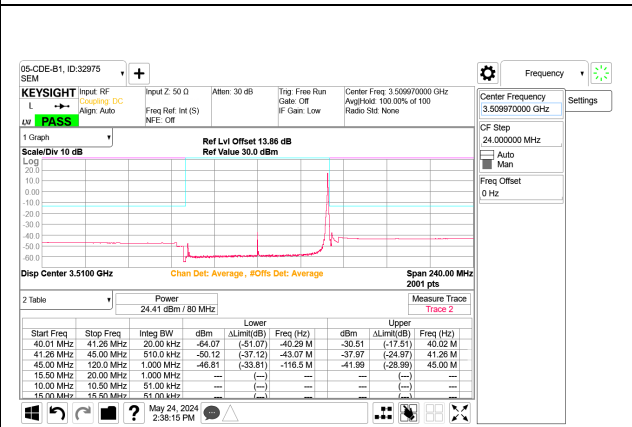 05-CDE-B1, ID:32975
SEM
Frequency
KEYSIGHT Input: RF Input Z: 50 Ω Atten: 30 dB Trig: Free Run Center Freq: 3.509970000 GHz
L Coupling: DC Gate: Off Avg|Hold: 100.00% of 100
Align: Auto Freq Ref: Int (S) IF Gain: Low Radio Std: None
LXI PASS NFE: Off
Center Frequency
3.509970000 GHz
Settings
CF Step
24.000000 MHz
Auto
Man
Freq Offset
0 Hz
1 Graph
Ref Lvl Offset 13.86 dB
Scale/Div 10 dB Ref Value 30.0 dBm
Log
20.0
10.0
0.00
-10.0
-20.0
-30.0
-40.0
-50.0
-60.0
Disp Center 3.5100 GHz Chan Det: Average, #Offs Det: Average Span 240.00 MHz
2001 pts
2 Table Power Measure Trace
24.41 dBm / 80 MHz Trace 2
Lower Upper
Start Freq Stop Freq Integ BW dBm ΔLimit(dB) Freq (Hz) dBm ΔLimit(dB) Freq (Hz)
40.01 MHz 41.26 MHz 20.00 kHz -64.07 (-51.07) -40.29 M -30.51 (-17.51) 40.02 M
41.26 MHz 45.00 MHz 510.0 kHz -50.12 (-37.12) -43.07 M -37.97 (-24.97) 41.26 M
45.00 MHz 120.0 MHz 1.000 MHz -46.81 (-33.81) -116.5 M -41.99 (-28.99) 45.00 M
15.50 MHz 20.00 MHz 1.000 MHz --- (---) --- --- (---) ---
10.00 MHz 10.50 MHz 51.00 kHz --- (---) --- --- (---) ---
15.00 MHz 15.50 MHz 51.00 kHz --- (---) --- --- (---) ---
May 24, 2024
2:38:15 PM